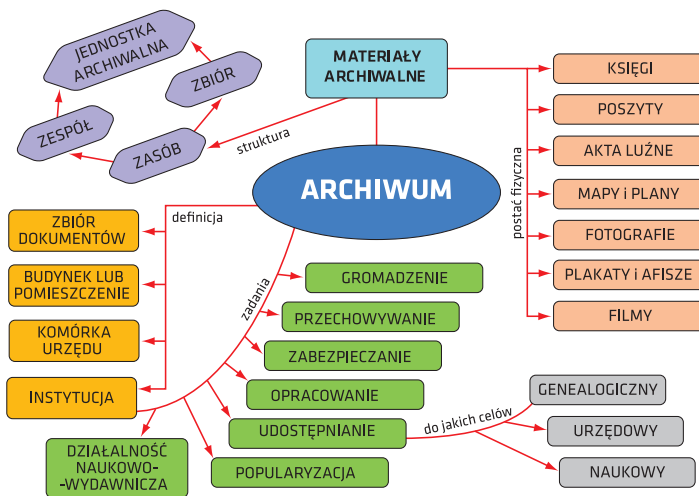 JEDNOSTKA
ARCHIWALNA
ZBIÓR
ZESPÓŁ
ZASÓB
struktura
MATERIAŁY
ARCHIWALNE
postać fizyczna
KSIĘGI
POSZYTY
AKTA LUŹNE
MAPY i PLANY
FOTOGRAFIE
PLAKATY i AFISZE
FILMY
ARCHIWUM
definicja
ZBIÓR
DOKUMENTÓW
BUDYNEK LUB
POMIESZCZENIE
KOMÓRKA
URZĘDU
INSTYTUCJA
zadania
GROMADZENIE
PRZECHOWYWANIE
ZABEZPIECZANIE
OPRACOWANIE
UDOSTĘPNIANIE
POPULARYZACJA
DZIAŁALNOŚĆ
NAUKOWO-
-WYDAWNICZA
do jakich celów
GENEALOGICZNY
URZĘDOWY
NAUKOWY